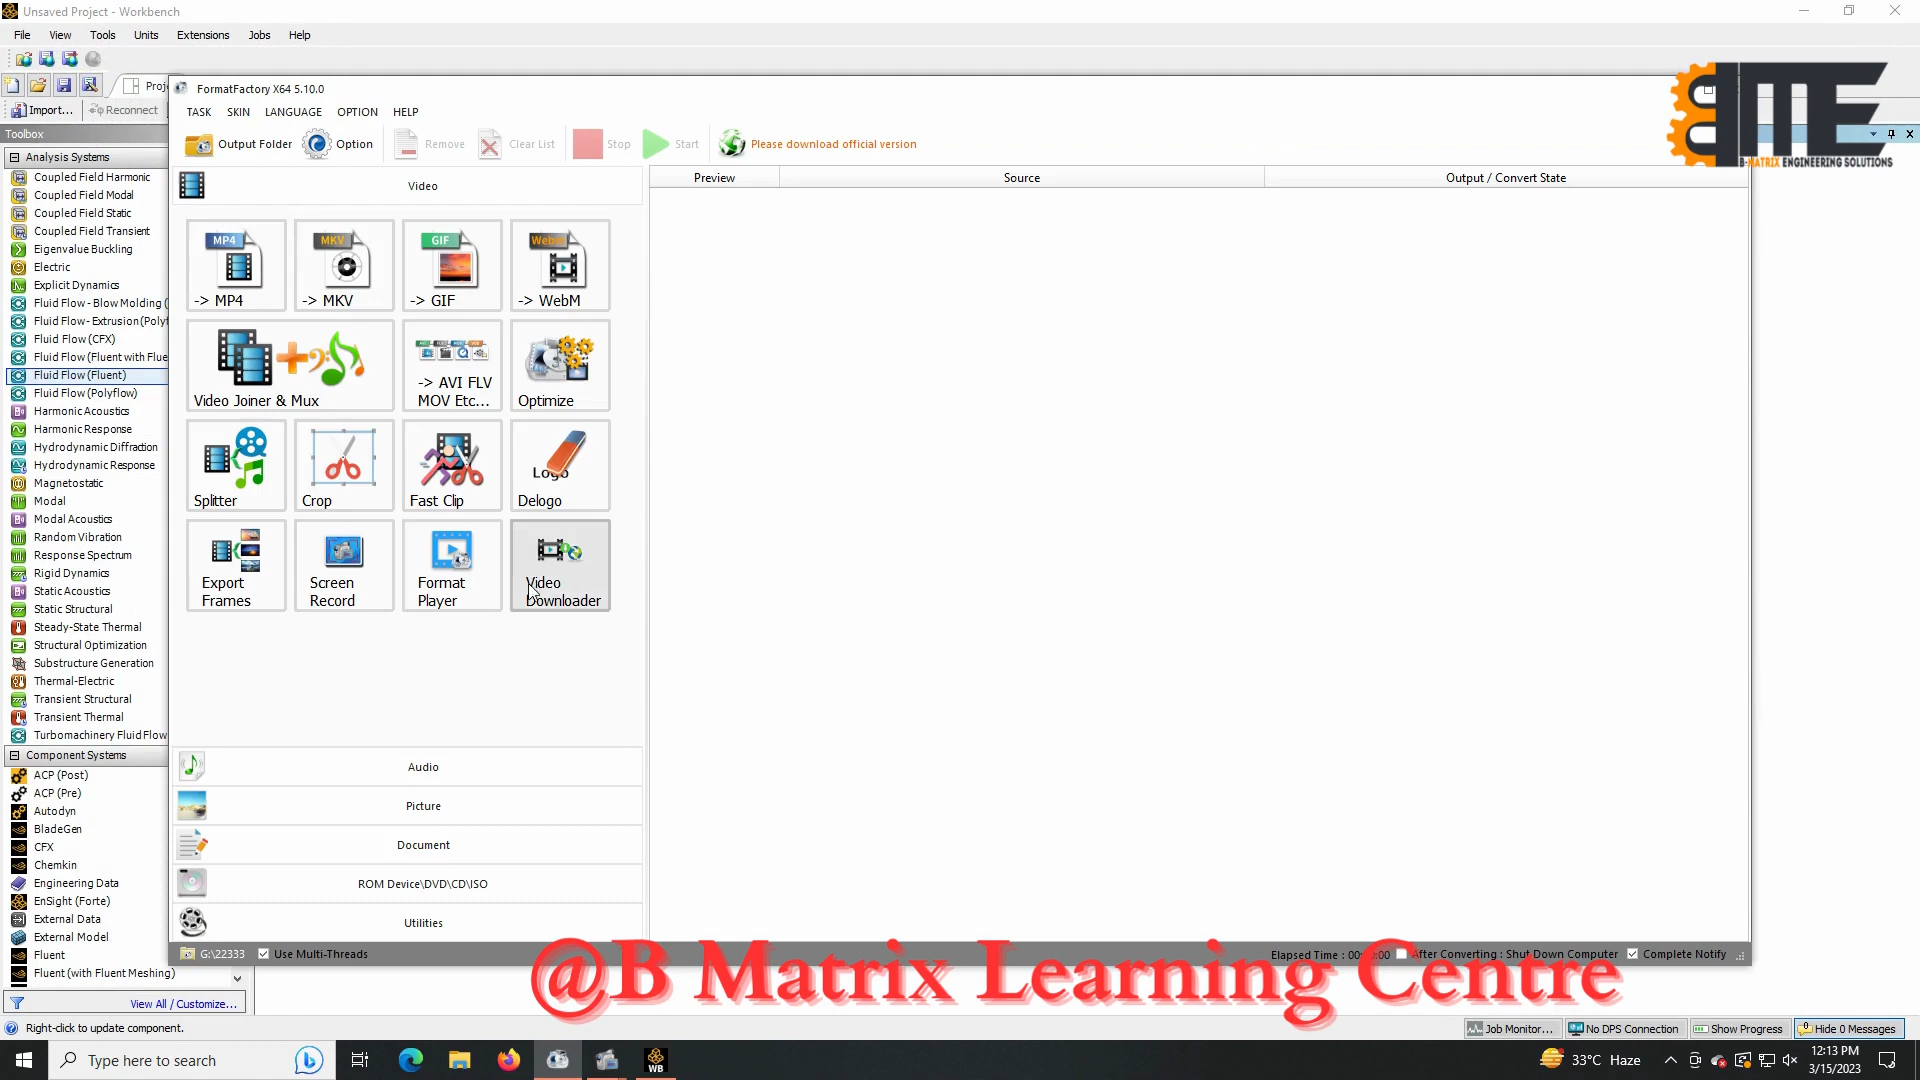 Unsaved Project - Workbench
File View Tools Units Extensions Jobs Help
Proj
Import... Reconnect
Toolbox
Analysis Systems
Coupled Field Harmonic
Coupled Field Modal
Coupled Field Static
Coupled Field Transient
Eigenvalue Buckling
Electric
Explicit Dynamics
Fluid Flow - Blow Molding (
Fluid Flow - Extrusion (Polyf
Fluid Flow (CFX)
Fluid Flow (Fluent with Flue
Fluid Flow (Fluent)
Fluid Flow (Polyflow)
Harmonic Acoustics
Harmonic Response
Hydrodynamic Diffraction
Hydrodynamic Response
Magnetostatic
Modal
Modal Acoustics
Random Vibration
Response Spectrum
Rigid Dynamics
Static Acoustics
Static Structural
Steady-State Thermal
Structural Optimization
Substructure Generation
Thermal-Electric
Transient Structural
Transient Thermal
Turbomachinery Fluid Flow
Component Systems
ACP (Post)
ACP (Pre)
Autodyn
BladeGen
CFX
Chemkin
Engineering Data
EnSight (Forte)
External Data
External Model
Fluent
Fluent (with Fluent Meshing)
View All / Customize...
Right-click to update component.
FormatFactory X64 5.10.0
TASK SKIN LANGUAGE OPTION HELP
Output Folder Option Remove Clear List Stop Start Please download official version
Video
Preview Source Output / Convert State
MP4
-> MP4
MKV
-> MKV
GIF
-> GIF
WebM
-> WebM
Video Joiner & Mux
-> AVI FLV
MOV Etc...
Optimize
Splitter
Crop
Fast Clip
Logo
Delogo
Export
Frames
Screen
Record
Format
Player
Video
Downloader
Audio
Picture
Document
ROM Device\DVD\CD\ISO
Utilities
G:\22333 Use Multi-Threads
Elapsed Time : 00:00:00 After Converting : Shut Down Computer Complete Notify
B-MATRIX ENGINEERING SOLUTIONS
@B Matrix Learning Centre
Job Monitor... No DPS Connection Show Progress Hide 0 Messages
Type here to search
WB
33°C Haze
12:13 PM
3/15/2023